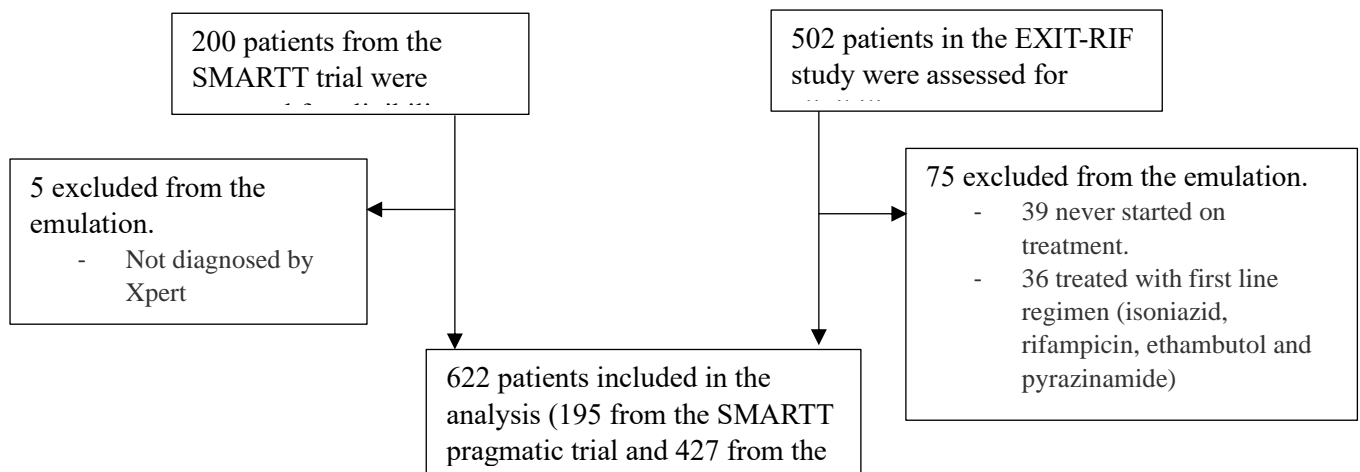 200 patients from the
SMARTT trial were
502 patients in the EXIT-RIF
study were assessed for
5 excluded from the
emulation.
- Not diagnosed by
Xpert
75 excluded from the emulation.
- 39 never started on
treatment.
- 36 treated with first line
regimen (isoniazid,
rifampicin, ethambutol and
pyrazinamide)
622 patients included in the
analysis (195 from the SMARTT
pragmatic trial and 427 from the